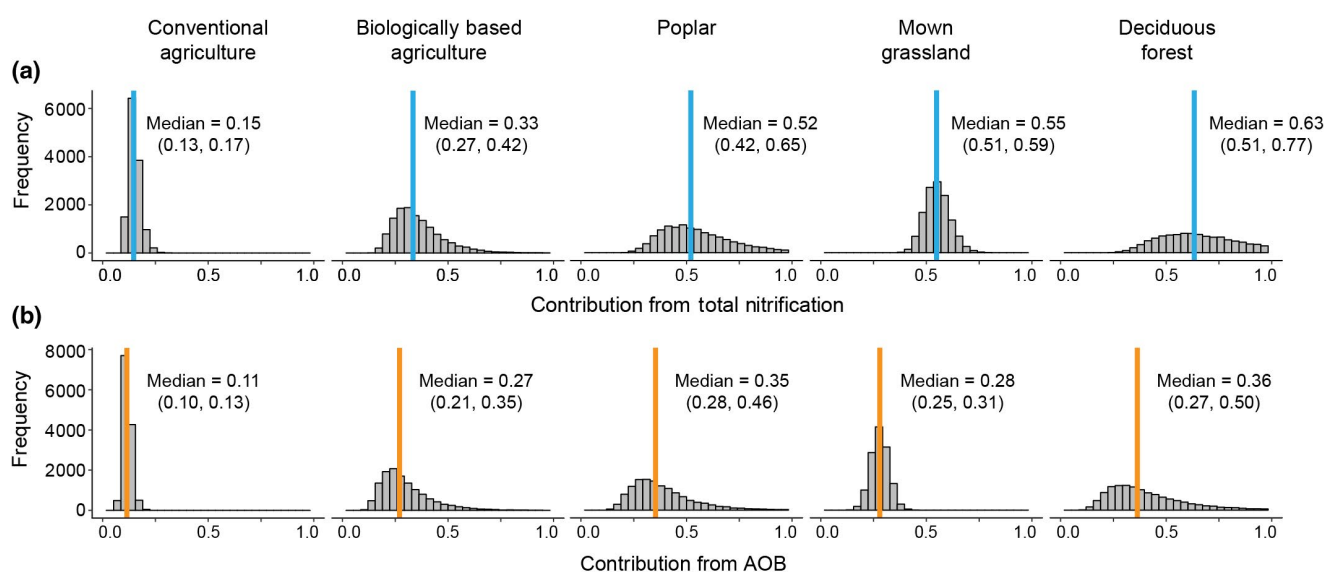 Conventional
agriculture
Biologically based
agriculture
Poplar
Mown
grassland
Deciduous
forest
(a)
Frequency
6000
4000
2000
0
Median = 0.15
(0.13, 0.17)
Median = 0.33
(0.27, 0.42)
Median = 0.52
(0.42, 0.65)
Median = 0.55
(0.51, 0.59)
Median = 0.63
(0.51, 0.77)
0.0 0.5 1.0 0.0 0.5 1.0 0.0 0.5 1.0 0.0 0.5 1.0 0.0 0.5 1.0
Contribution from total nitrification
(b)
Frequency
8000
6000
4000
2000
0
Median = 0.11
(0.10, 0.13)
Median = 0.27
(0.21, 0.35)
Median = 0.35
(0.28, 0.46)
Median = 0.28
(0.25, 0.31)
Median = 0.36
(0.27, 0.50)
0.0 0.5 1.0 0.0 0.5 1.0 0.0 0.5 1.0 0.0 0.5 1.0 0.0 0.5 1.0
Contribution from AOB